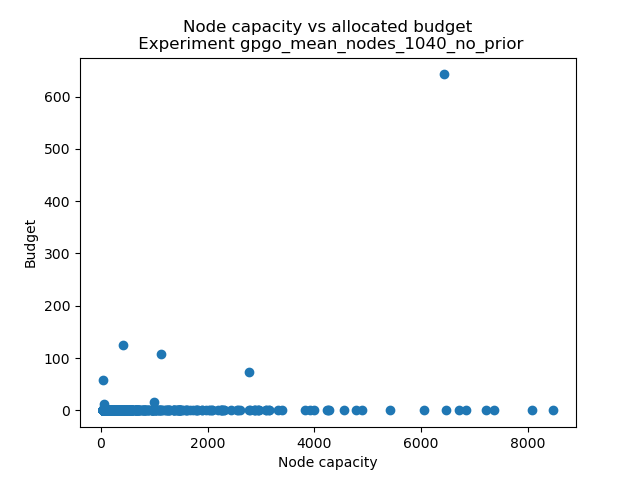 Node capacity vs allocated budget
Experiment gpgo_mean_nodes_1040_no_prior
600
500
400
300
200
100
0
Budget
0 2000 4000 6000 8000
Node capacity